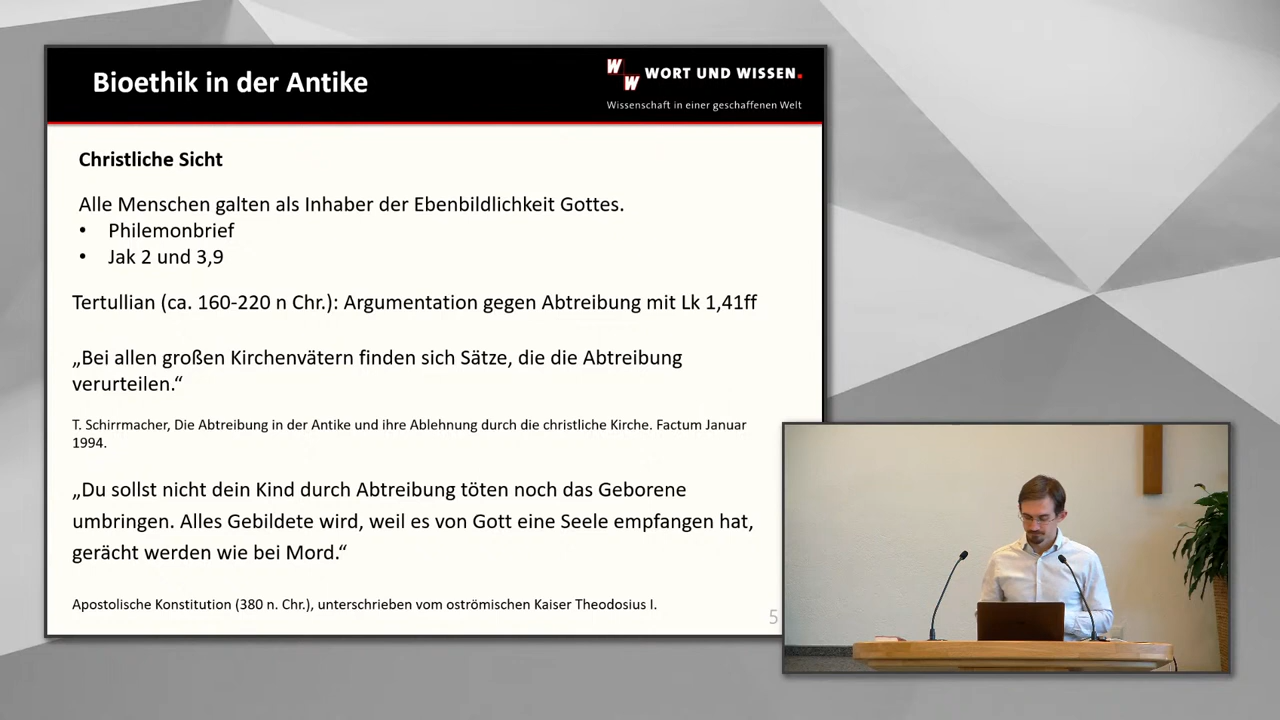 Bioethik in der Antike
W
W
WORT UND WISSEN.
Wissenschaft in einer geschaffenen Welt
Christliche Sicht
Alle Menschen galten als Inhaber der Ebenbildlichkeit Gottes.
• Philemonbrief
• Jak 2 und 3,9
Tertullian (ca. 160-220 n Chr.): Argumentation gegen Abtreibung mit Lk 1,41ff
„Bei allen großen Kirchenvätern finden sich Sätze, die die Abtreibung
verurteilen.“
T. Schirrmacher, Die Abtreibung in der Antike und ihre Ablehnung durch die christliche Kirche. Factum Januar
1994.
„Du sollst nicht dein Kind durch Abtreibung töten noch das Geborene
umbringen. Alles Gebildete wird, weil es von Gott eine Seele empfangen hat,
gerächt werden wie bei Mord.“
Apostolische Konstitution (380 n. Chr.), unterschrieben vom oströmischen Kaiser Theodosius I.
5